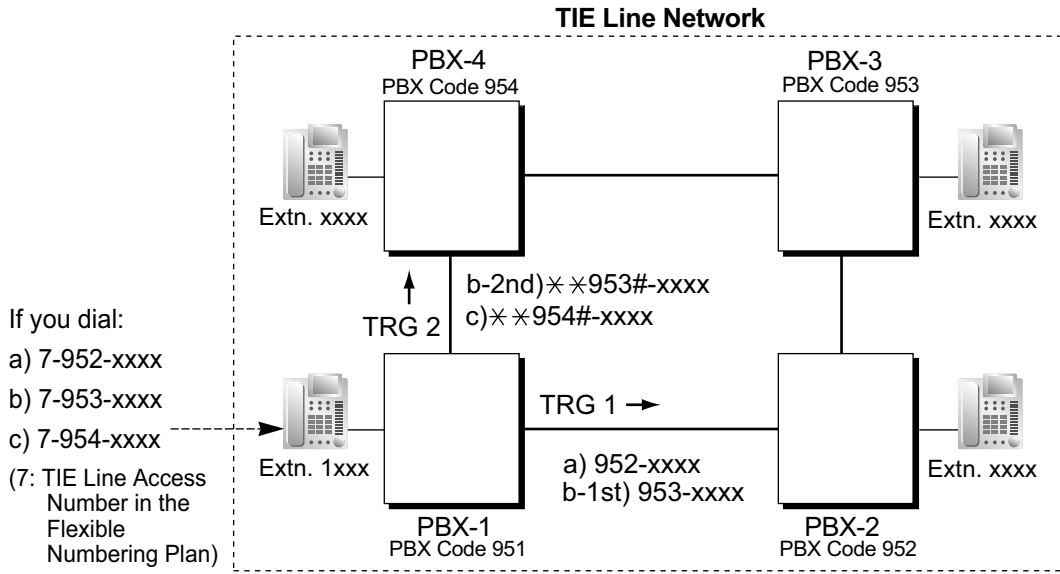 TIE Line Network
PBX-4
PBX Code 954
PBX-3
PBX Code 953
Extn. xxxx
Extn. xxxx
b-2nd)✳✳953#-xxxx
c)✳✳954#-xxxx
TRG 2
If you dial:
a) 7-952-xxxx
b) 7-953-xxxx
c) 7-954-xxxx
(7: TIE Line Access
Number in the
Flexible
Numbering Plan)
TRG 1
Extn. 1xxx
Extn. xxxx
a) 952-xxxx
b-1st) 953-xxxx
PBX-1
PBX Code 951
PBX-2
PBX Code 952